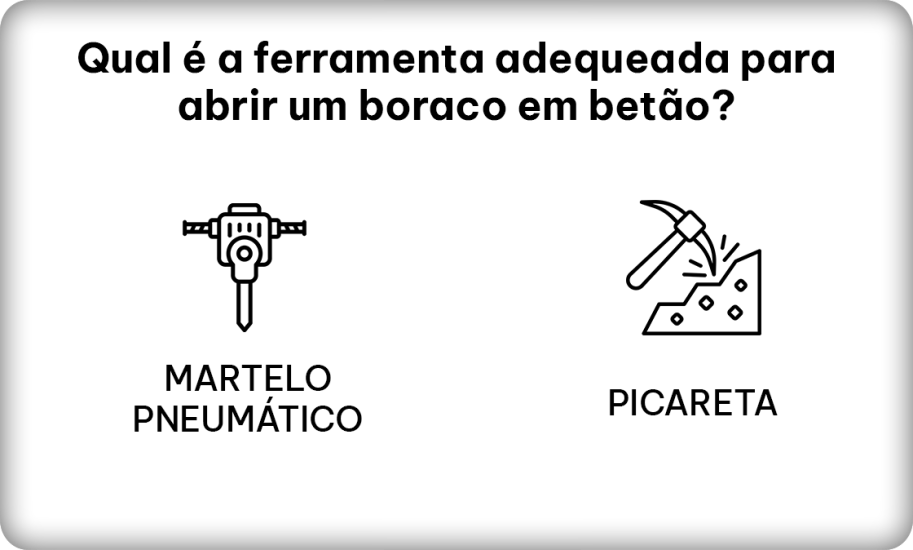 Qual é a ferramenta adequeada para
abrir um boraco em betão?
MARTELO
PNEUMÁTICO
PICARETA